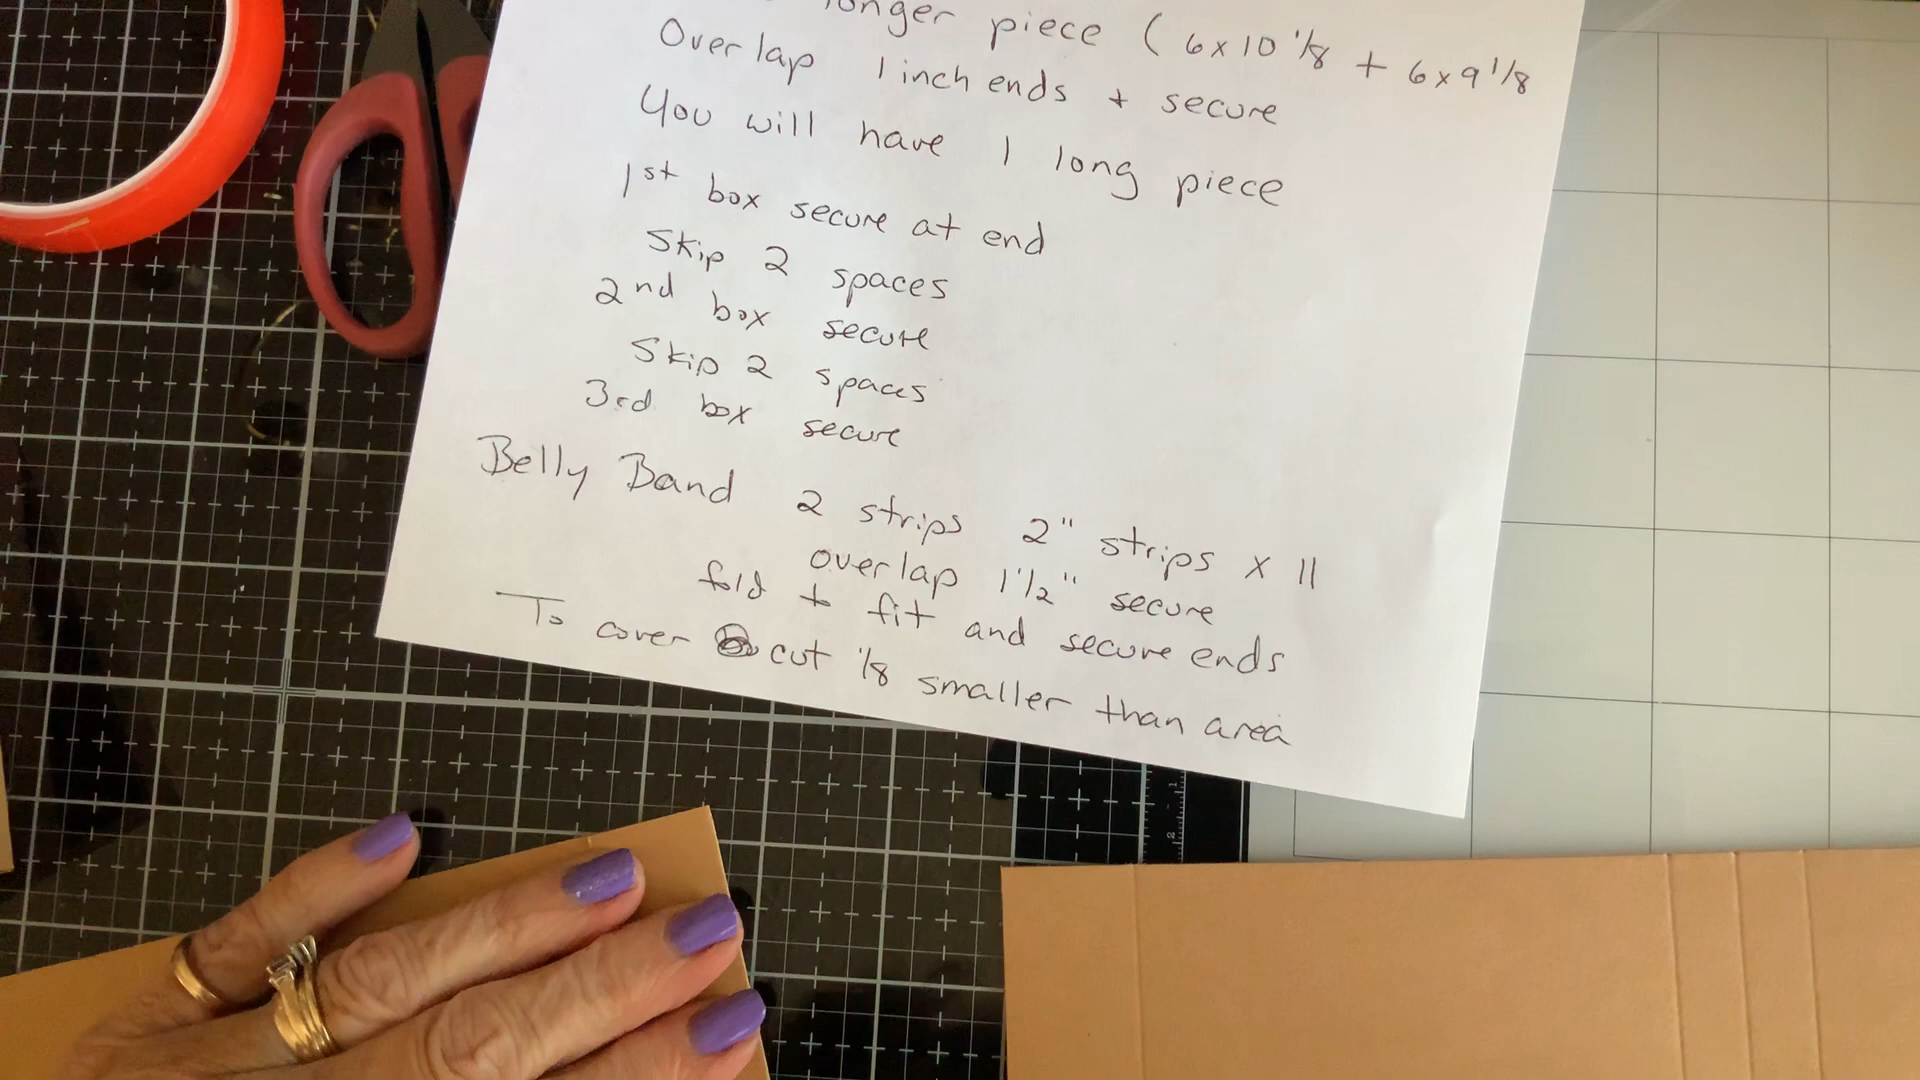 longer piece ( 6x10 1/8 + 6x9 1/8
Overlap 1 inch ends + secure
You will have 1 long piece
1st box secure at end
Skip 2 spaces
2nd box secure
Skip 2 spaces
3rd box secure
Belly Band 2 strips 2" strips x 11
overlap 1 1/2" secure
fold to fit and secure ends
To cover cut 1/8 smaller than area
1
2